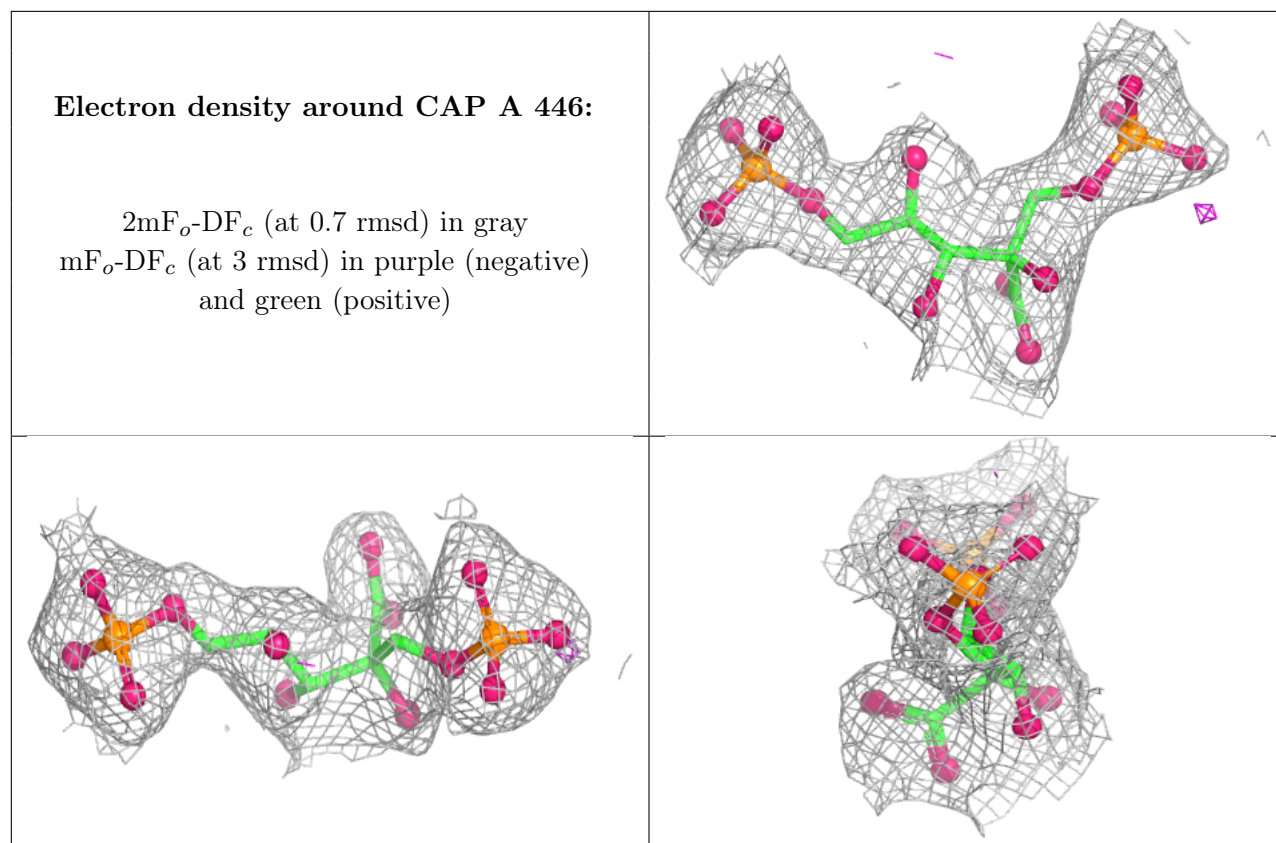 Electron density around CAP A 446:
2mFo-DFc (at 0.7 rmsd) in gray
mFo-DFc (at 3 rmsd) in purple (negative)
and green (positive)